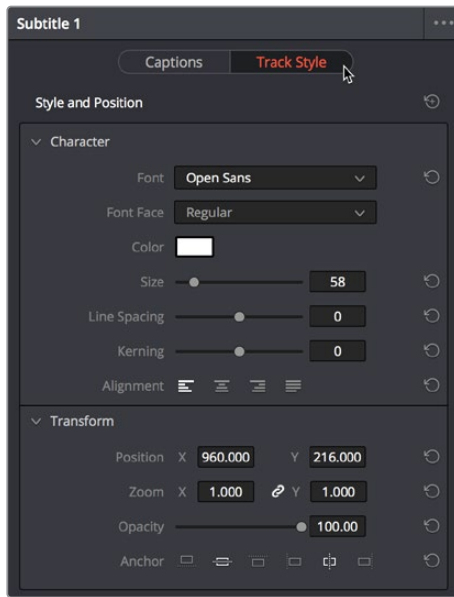 Subtitle 1
Captions Track Style
Style and Position
Character
Font Open Sans
Font Face Regular
Color
Size 58
Line Spacing 0
Kerning 0
Alignment
Transform
Position X 960.000 Y 216.000
Zoom X 1.000 Y 1.000
Opacity 100.00
Anchor